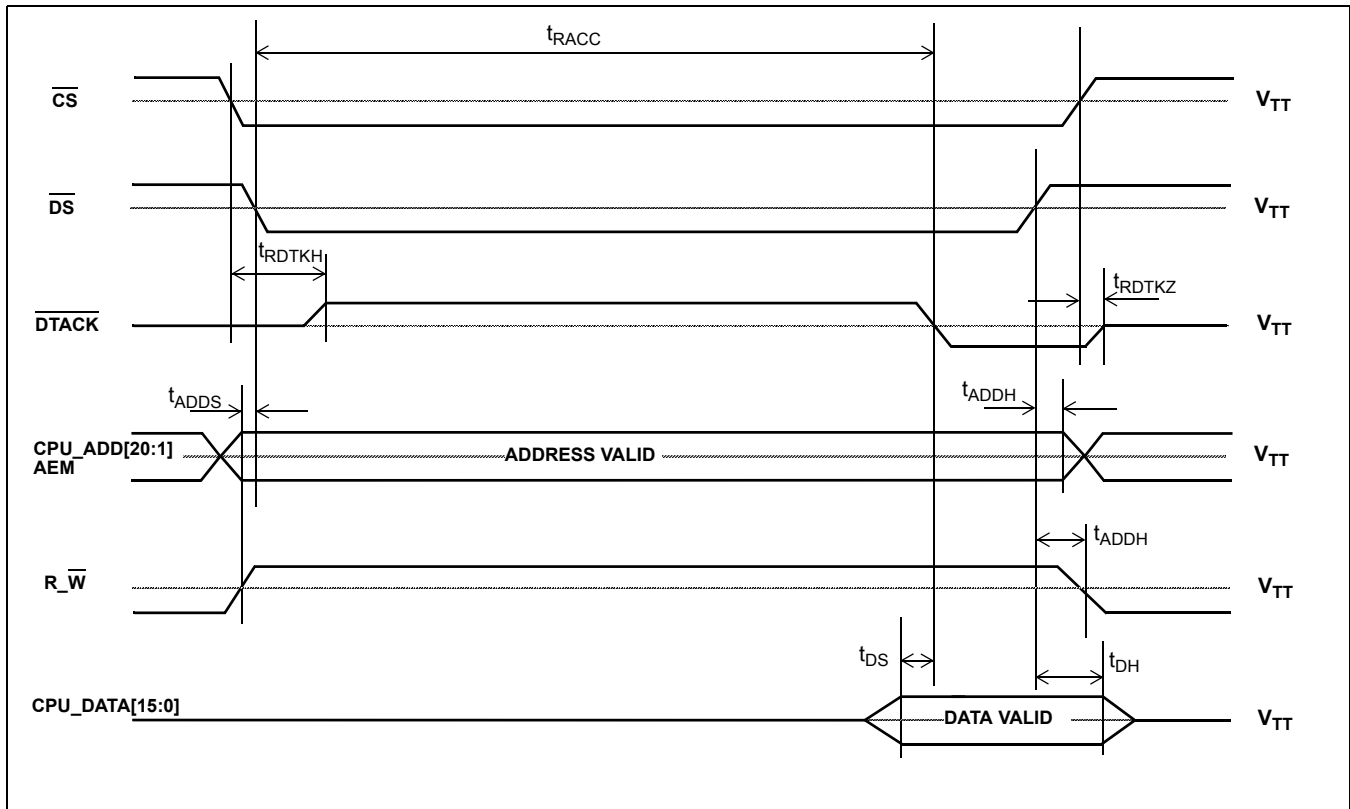 tRACC
CS VTT
DS VTT
tRDTKH
tRDTKZ
DTACK VTT
tADDS tADDH
CPU_ADD[20:1]
AEM ADDRESS VALID VTT
tADDH
R_W VTT
tDS tDH
CPU_DATA[15:0] DATA VALID VTT